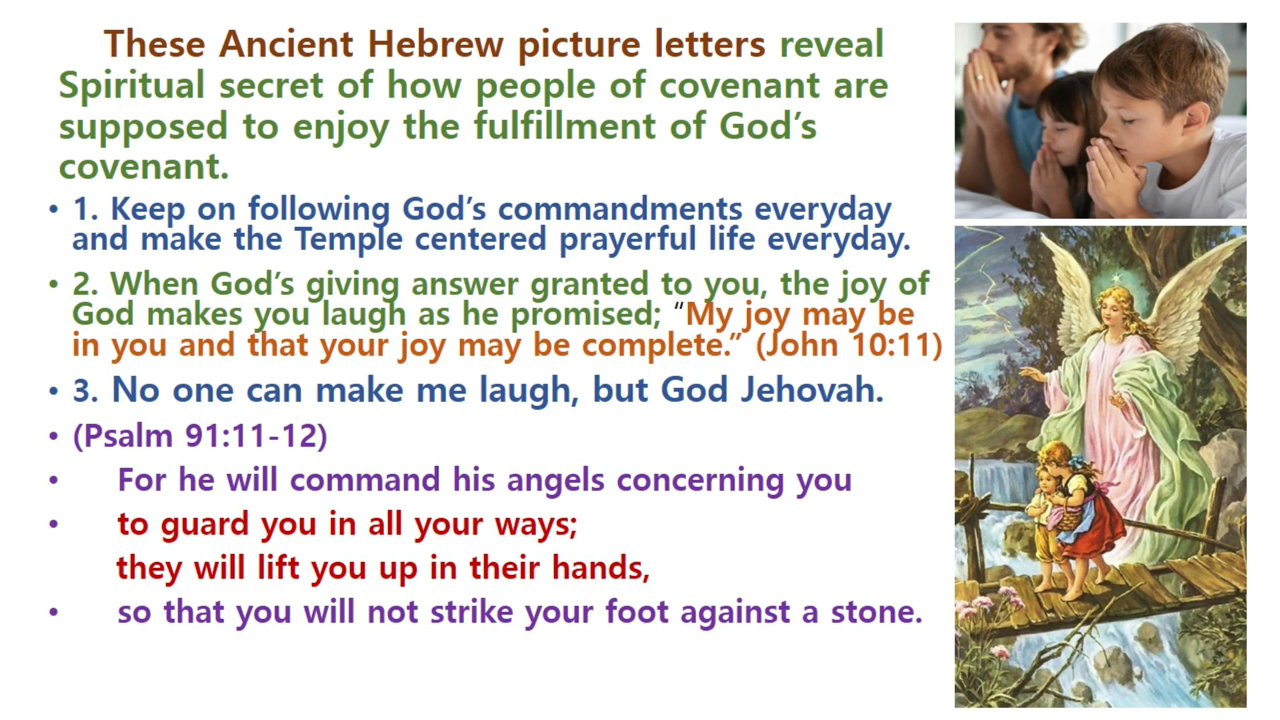 These Ancient Hebrew picture letters reveal
Spiritual secret of how people of covenant are
supposed to enjoy the fulfillment of God’s
covenant.
• 1. Keep on following God’s commandments everyday
and make the Temple centered prayerful life everyday.
• 2. When God’s giving answer granted to you, the joy of
God makes you laugh as he promised; “My joy may be
in you and that your joy may be complete.” (John 10:11)
• 3. No one can make me laugh, but God Jehovah.
• (Psalm 91:11-12)
• For he will command his angels concerning you
• to guard you in all your ways;
they will lift you up in their hands,
• so that you will not strike your foot against a stone.